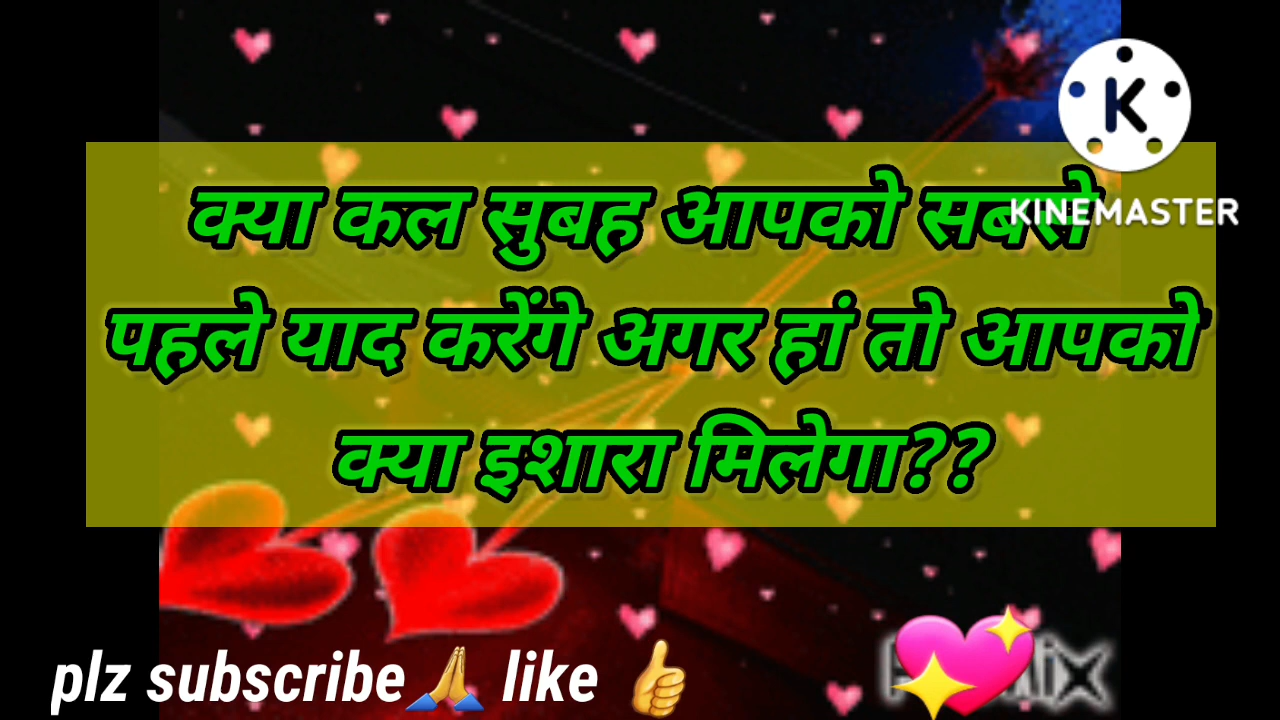 क्या कल सुबह आपको सबसे
KINEMASTER
पहले याद करेंगे अगर हां तो आपको
क्या इशारा मिलेगा??
plz subscribe🙏 like 👍